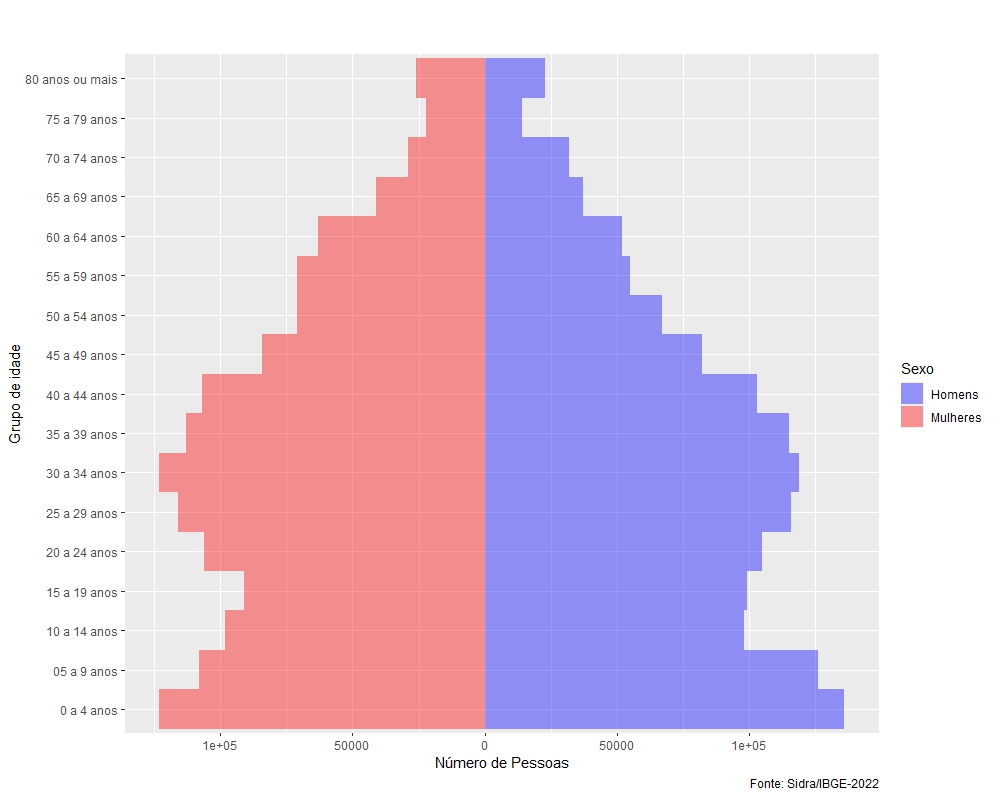 80 anos ou mais
75 a 79 anos
70 a 74 anos
65 a 69 anos
60 a 64 anos
55 a 59 anos
50 a 54 anos
45 a 49 anos
40 a 44 anos
35 a 39 anos
30 a 34 anos
25 a 29 anos
20 a 24 anos
15 a 19 anos
10 a 14 anos
05 a 9 anos
0 a 4 anos
Grupo de idade
1e+05 50000 0 50000 1e+05
Número de Pessoas
Sexo
Homens
Mulheres
Fonte: Sidra/IBGE-2022